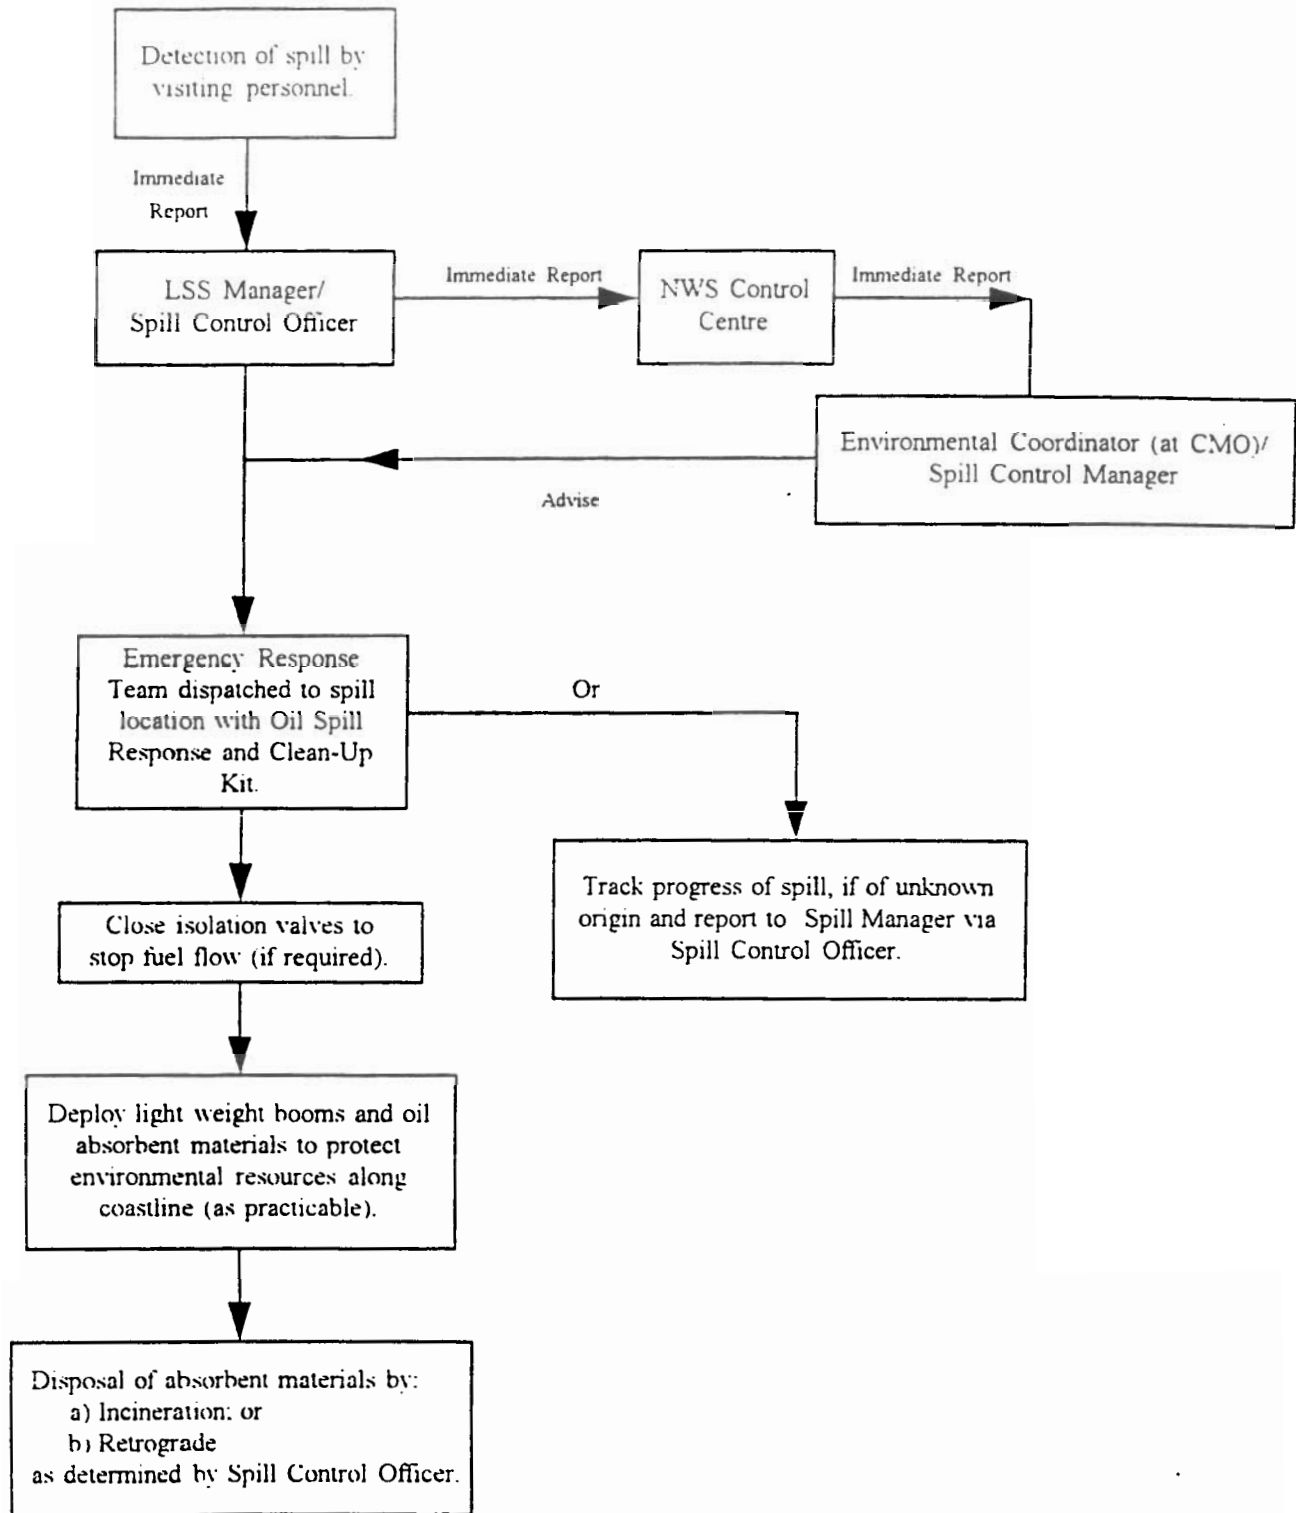 Detection of spill by
visiting personnel.
Immediate
Report
LSS Manager/
Spill Control Officer
Immediate Report
NWS Control
Centre
Immediate Report
Environmental Coordinator (at CMO)/
Spill Control Manager
Advise
Emergency Response
Team dispatched to spill
location with Oil Spill
Response and Clean-Up
Kit.
Or
Track progress of spill, if of unknown
origin and report to Spill Manager via
Spill Control Officer.
Close isolation valves to
stop fuel flow (if required).
Deploy light weight booms and oil
absorbent materials to protect
environmental resources along
coastline (as practicable).
Disposal of absorbent materials by:
a) Incineration; or
b) Retrograde
as determined by Spill Control Officer.